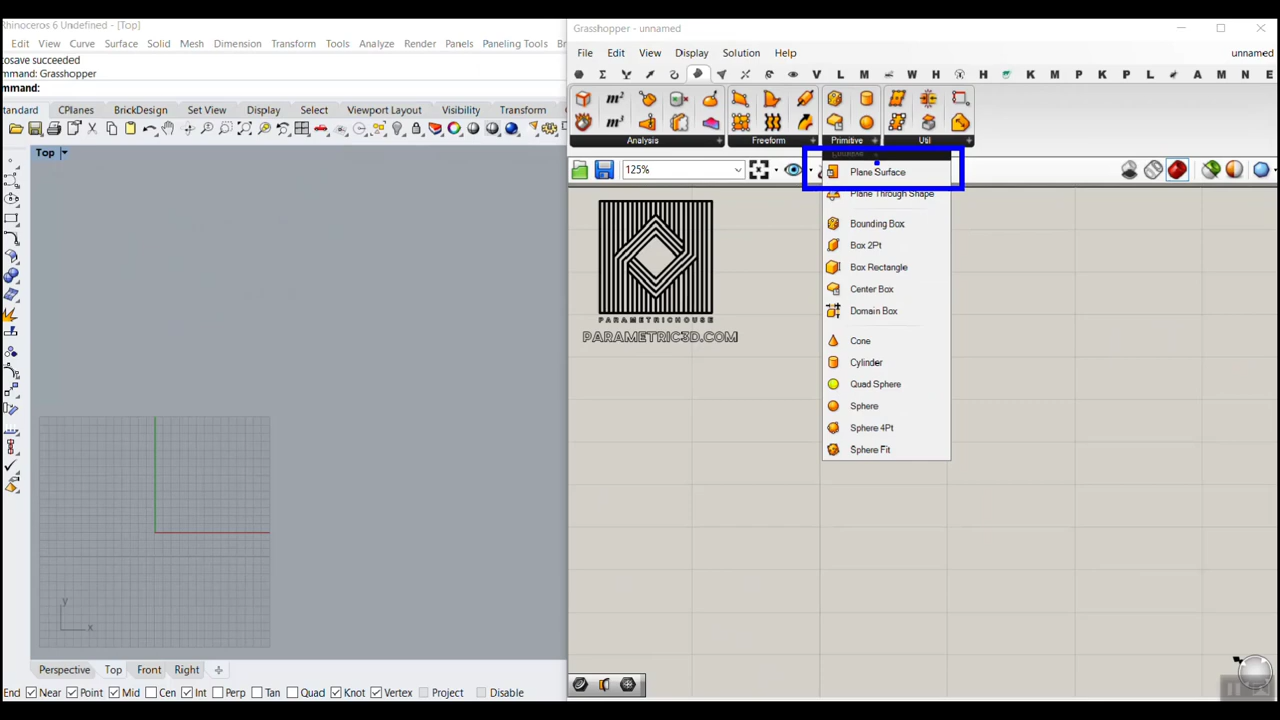 Rhinoceros 6 Undefined - [Top]
Edit View Curve Surface Solid Mesh Dimension Transform Tools Analyze Render Panels Paneling Tools
osave succeeded
mmand: Grasshopper
mmand:
tandard CPlanes BrickDesign Set View Display Select Viewport Layout Visibility Transform
Top
y
x
Perspective Top Front Right
End Near Point Mid Cen Int Perp Tan Quad Knot Vertex Project Disable
Grasshopper - unnamed
File Edit View Display Solution Help unnamed
V L M W H H K M P K P L A M N E
m² m³
Analysis Freeform Primitive Util
125%
Plane Surface
Plane Through Shape
Bounding Box
Box 2Pt
Box Rectangle
Center Box
Domain Box
Cone
Cylinder
Quad Sphere
Sphere
Sphere 4Pt
Sphere Fit
PARAMETRICHOUSE
PARAMETRIC3D.COM